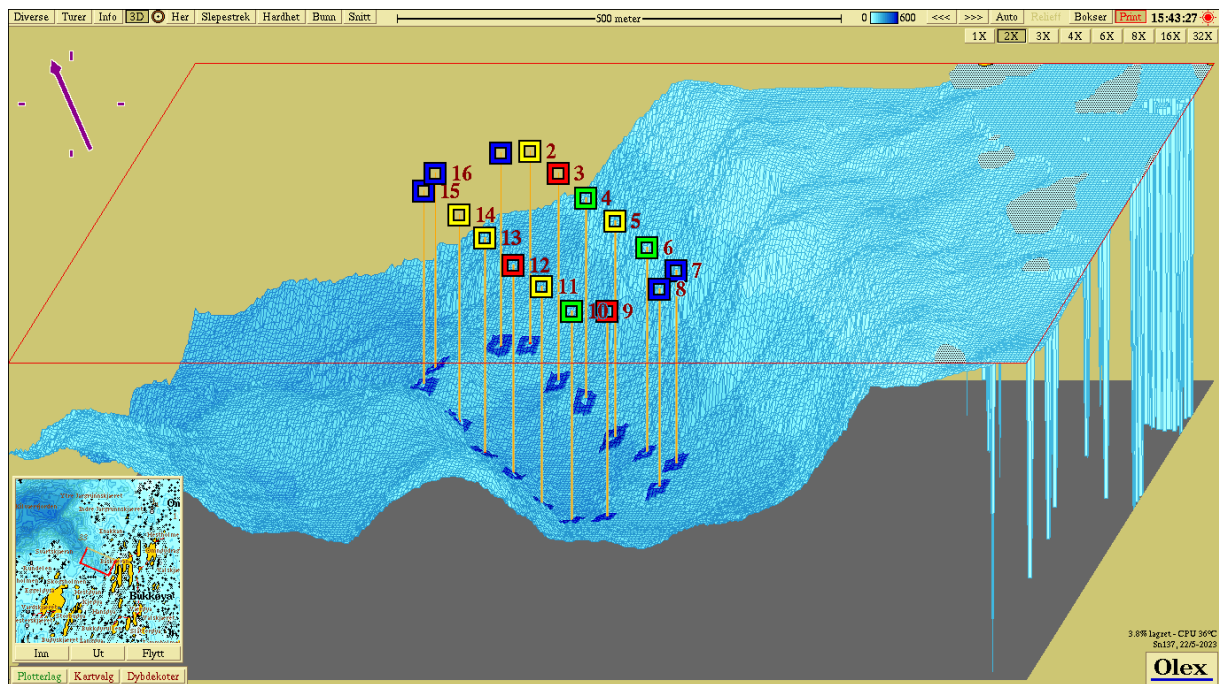 Diverse Turer Info 3D Her Slepestrek Hardhet Bunn Snitt 500 meter 0 600 <<< >>> Auto Relieff Bokser Print 15:43:27
1X 2X 3X 4X 6X 8X 16X 32X
2
16 3
15 4
14 5
13 6
12 7
11 8
10 9
Bukkøya
Inn Ut Flytt
3.8% lagret - CPU 36°C
Sn137, 22/5-2023
Plotterlag Kartvalg Dybdekoter
Olex